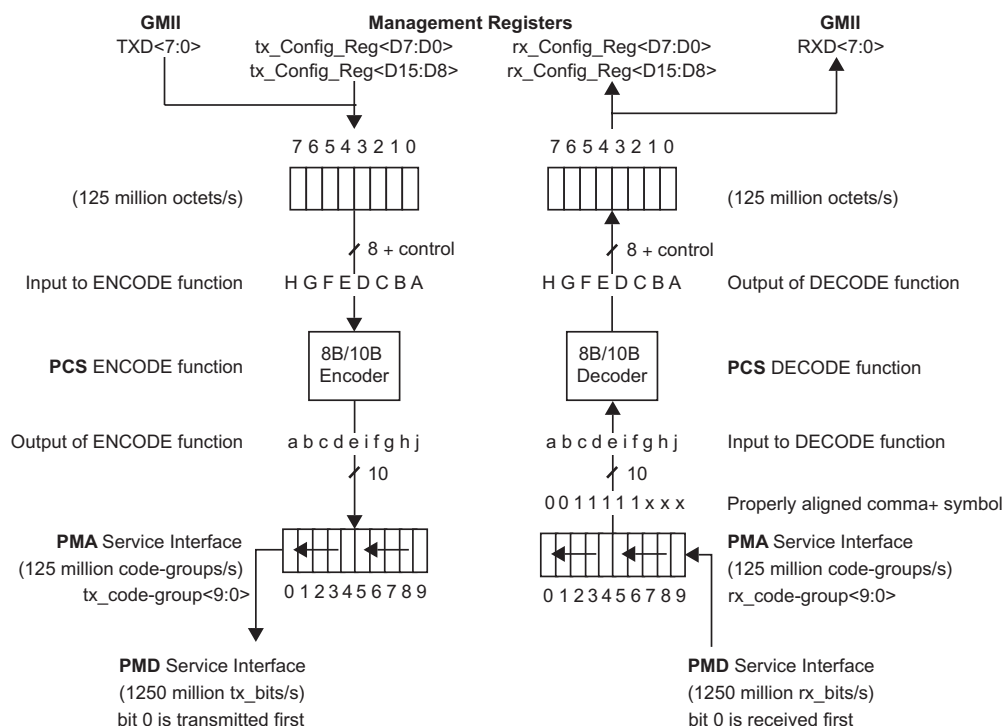 GMII Management Registers GMII
TXD<7:0> tx_Config_Reg<D7:D0> rx_Config_Reg<D7:D0> RXD<7:0>
tx_Config_Reg<D15:D8> rx_Config_Reg<D15:D8>
7 6 5 4 3 2 1 0 7 6 5 4 3 2 1 0
(125 million octets/s) (125 million octets/s)
8 + control 8 + control
Input to ENCODE function H G F E D C B A H G F E D C B A Output of DECODE function
8B/10B 8B/10B
PCS ENCODE function Encoder Decoder PCS DECODE function
Output of ENCODE function a b c d e i f g h j a b c d e i f g h j Input to DECODE function
10 10
0 0 1 1 1 1 1 x x x Properly aligned comma+ symbol
PMA Service Interface PMA Service Interface
(125 million code-groups/s) (125 million code-groups/s)
tx_code-group<9:0> 0 1 2 3 4 5 6 7 8 9 0 1 2 3 4 5 6 7 8 9 rx_code-group<9:0>
PMD Service Interface PMD Service Interface
(1250 million tx_bits/s) (1250 million rx_bits/s)
bit 0 is transmitted first bit 0 is received first